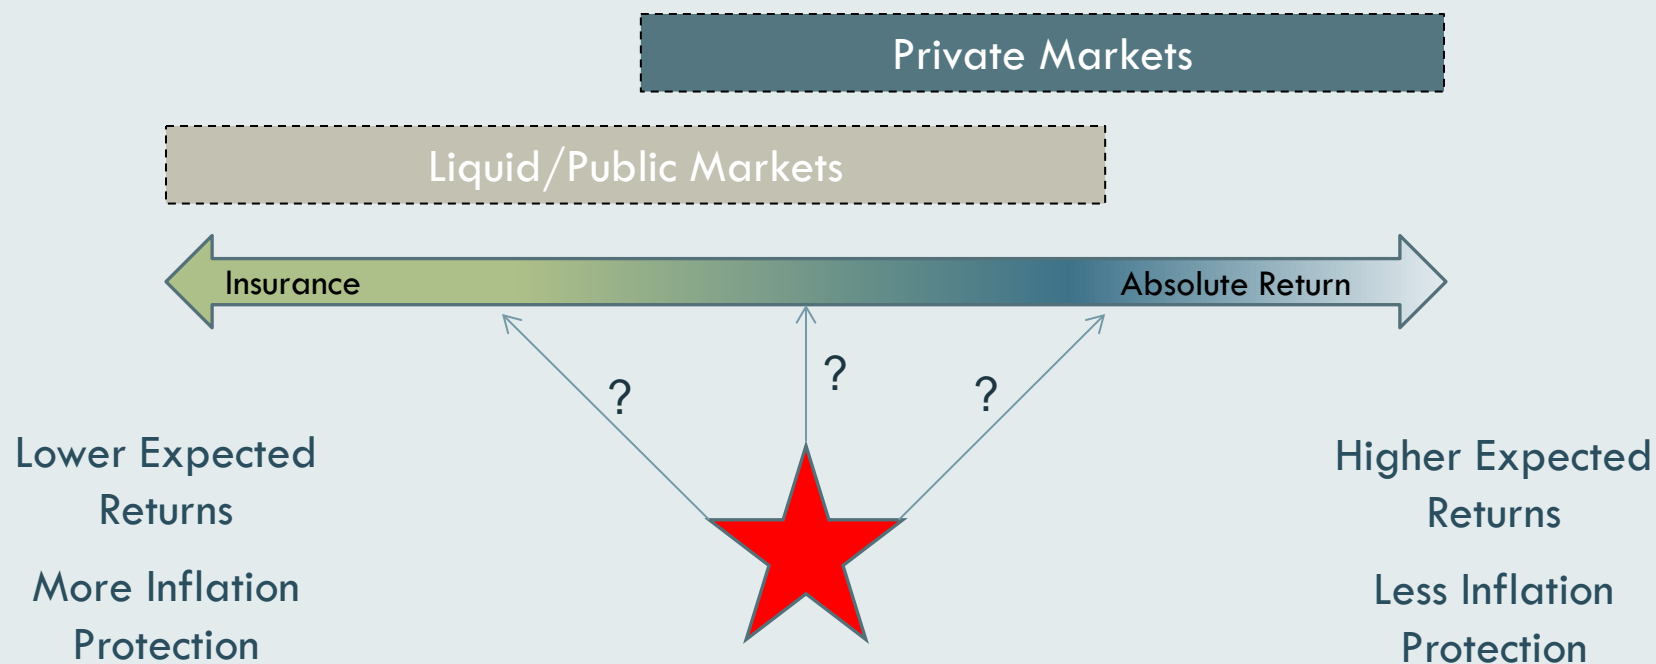 Private Markets
Liquid/Public Markets
Insurance
Absolute Return
?
?
?
Lower Expected
Returns
More Inflation
Protection
Higher Expected
Returns
Less Inflation
Protection